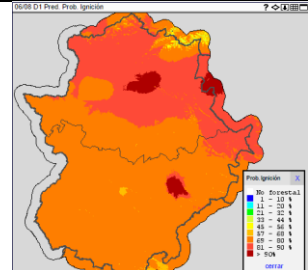 06/08 D1 Pred. Prob. Ignición
?
Prob.Ignición X
No forestal
1 - 10 %
11 - 20 %
21 - 32 %
33 - 44 %
45 - 56 %
57 - 68 %
69 - 80 %
81 - 90 %
> 90%
cerrar